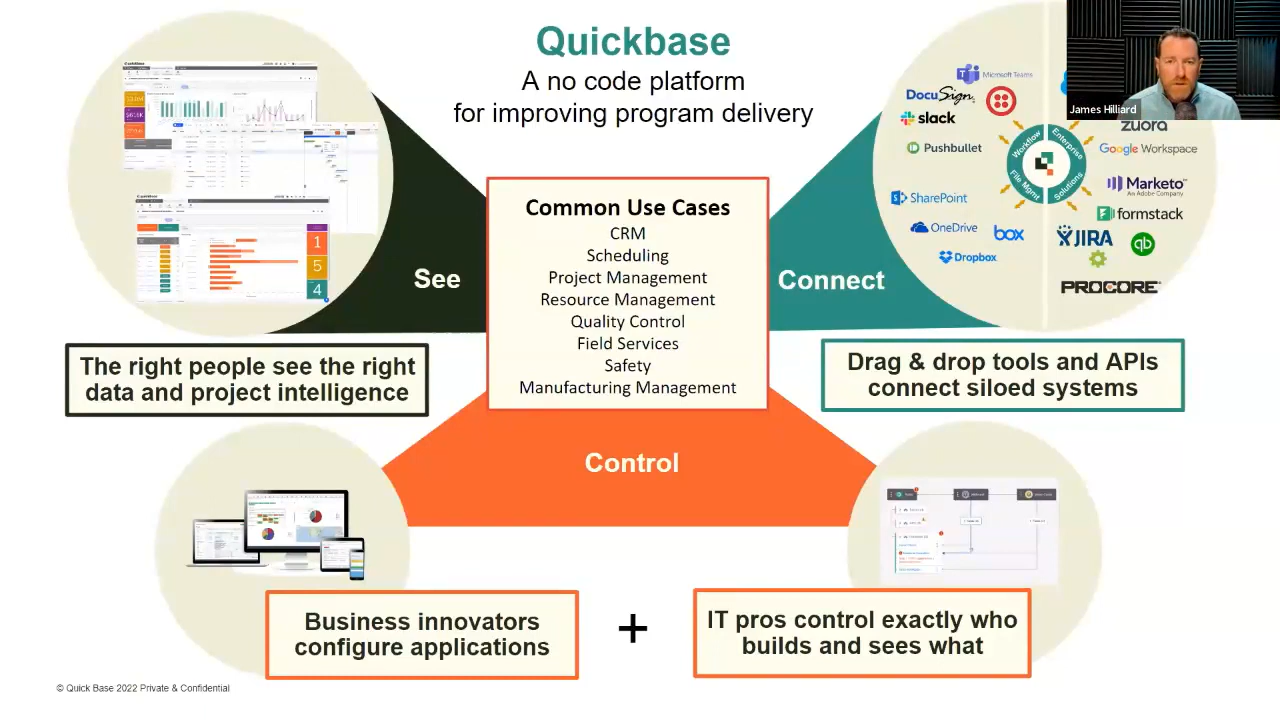 Quickbase
A no code platform
for improving program delivery
James Hilliard
Microsoft Teams
DocuSign
slack
Pushbullet
SharePoint
OneDrive
box
Dropbox
Workflow
Enterprise
File Mgmt
Solutions
zuora
Google Workspace
Marketo
An Adobe Company
formstack
JIRA
qb
PROCORE
See
Connect
Control
Common Use Cases
CRM
Scheduling
Project Management
Resource Management
Quality Control
Field Services
Safety
Manufacturing Management
1
5
4
The right people see the right
data and project intelligence
Drag & drop tools and APIs
connect siloed systems
Business innovators
configure applications
+
IT pros control exactly who
builds and sees what
© Quick Base 2022 Private & Confidential